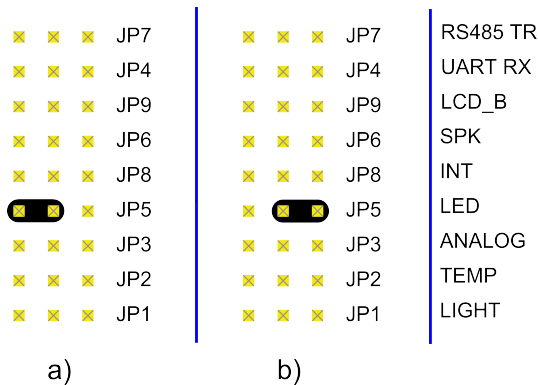 JP7 JP7 RS485 TR
JP4 JP4 UART RX
JP9 JP9 LCD_B
JP6 JP6 SPK
JP8 JP8 INT
JP5 JP5 LED
JP3 JP3 ANALOG
JP2 JP2 TEMP
JP1 JP1 LIGHT
a) b)